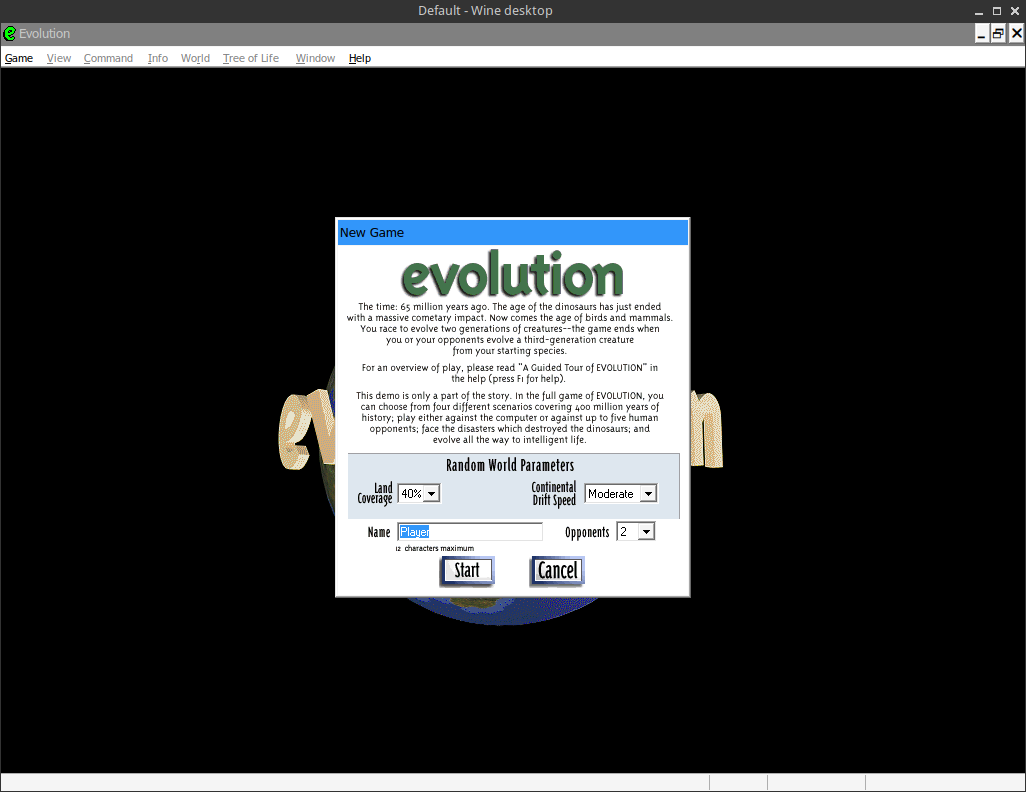 Default - Wine desktop
Evolution
Game View Command Info World Tree of Life Window Help
New Game
evolution
The time: 65 million years ago. The age of the dinosaurs has just ended
with a massive cometary impact. Now comes the age of birds and mammals.
You race to evolve two generations of creatures--the game ends when
you or your opponents evolve a third-generation creature
from your starting species.
For an overview of play, please read "A Guided Tour of EVOLUTION" in
the help (press F1 for help).
This demo is only a part of the story. In the full game of EVOLUTION, you
can choose from four different scenarios covering 400 million years of
history; play either against the computer or against up to five human
opponents; face the disasters which destroyed the dinosaurs; and
evolve all the way to intelligent life.
Random World Parameters
Land
Coverage
40%
Continental
Drift Speed
Moderate
Name Player Opponents 2
12 characters maximum
Start Cancel